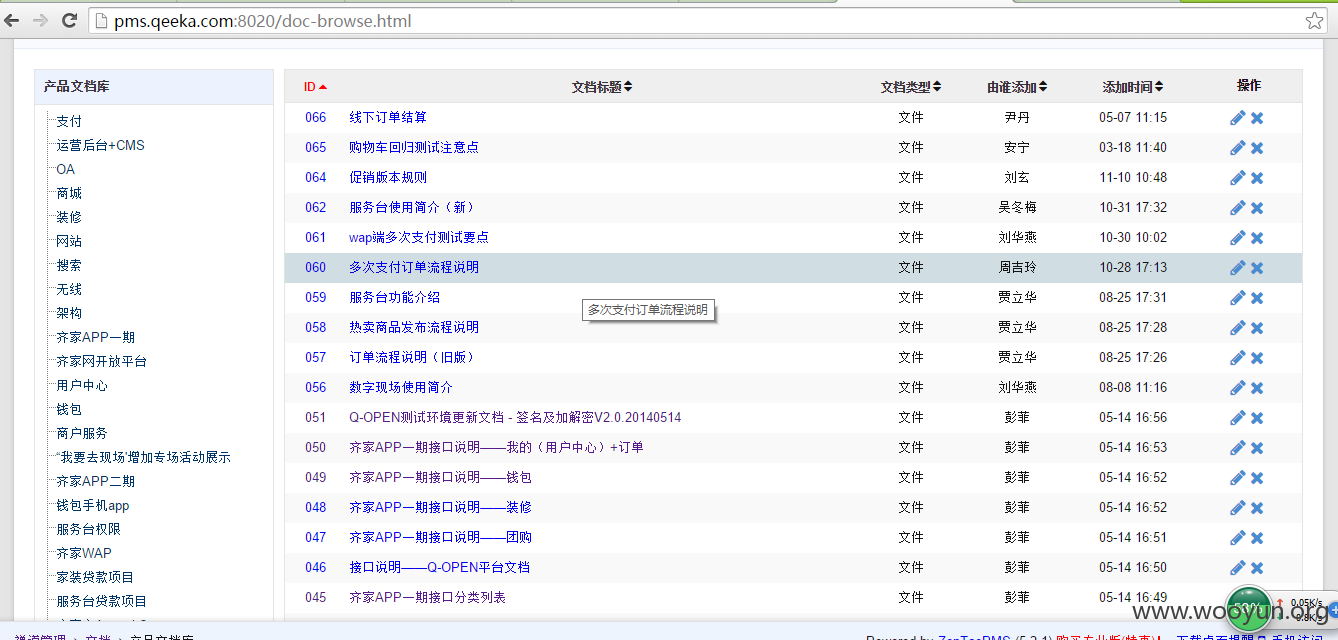 pms.qeeka.com:8020/doc-browse.html
产品文档库
支付
运营后台+CMS
OA
商城
装修
网站
搜索
无线
架构
齐家APP一期
齐家网开放平台
用户中心
钱包
商户服务
“我要去现场'增加专场活动展示
齐家APP二期
钱包手机app
服务台权限
齐家WAP
家装贷款项目
服务台贷款项目
ID 文档标题 文档类型 由谁添加 添加时间 操作
066 线下订单结算 文件 尹丹 05-07 11:15
065 购物车回归测试注意点 文件 安宁 03-18 11:40
064 促销版本规则 文件 刘玄 11-10 10:48
062 服务台使用简介（新） 文件 吴冬梅 10-31 17:32
061 wap端多次支付测试要点 文件 刘华燕 10-30 10:02
060 多次支付订单流程说明 文件 周吉玲 10-28 17:13
059 服务台功能介绍 文件 贾立华 08-25 17:31
多次支付订单流程说明
058 热卖商品发布流程说明 文件 贾立华 08-25 17:28
057 订单流程说明（旧版） 文件 贾立华 08-25 17:26
056 数字现场使用简介 文件 刘华燕 08-08 11:16
051 Q-OPEN测试环境更新文档 - 签名及加解密V2.0.20140514 文件 彭菲 05-14 16:56
050 齐家APP一期接口说明——我的（用户中心）+订单 文件 彭菲 05-14 16:53
049 齐家APP一期接口说明——钱包 文件 彭菲 05-14 16:52
048 齐家APP一期接口说明——装修 文件 彭菲 05-14 16:52
047 齐家APP一期接口说明——团购 文件 彭菲 05-14 16:51
046 接口说明——Q-OPEN平台文档 文件 彭菲 05-14 16:50
045 齐家APP一期接口分类列表 文件 彭菲 05-14 16:49
0.05K/s
www.wooyun.org